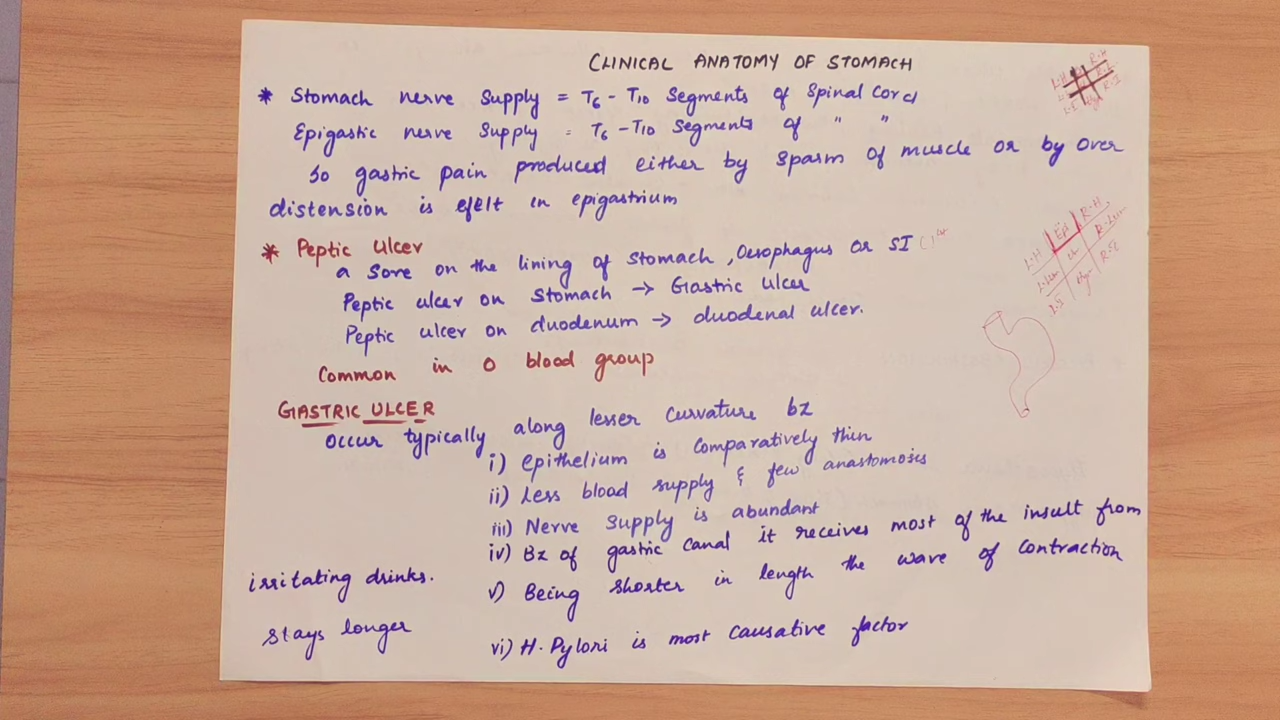 CLINICAL ANATOMY OF STOMACH
* Stomach nerve supply = T6 - T10 Segments of Spinal Cord
Epigastic nerve supply = T6 - T10 Segments of " "
So gastric pain produced either by spasm of muscle or by over
distension is efelt in epigastrium
* Peptic ulcer
a sore on the lining of Stomach, Oesophagus or SI
Peptic ulcer on Stomach → Gastric ulcer
Peptic ulcer on duodenum → duodenal ulcer.
Common in O blood group
GASTRIC ULCER
occur typically along lesser curvature bz
i) epithelium is comparatively thin
ii) Less blood supply & few anastomosis
iii) Nerve supply is abundant
iv) Bz of gastric canal it receives most of the insult from
irritating drinks.
v) Being shorter in length the wave of contraction
stays longer
vi) H. Pylori is most causative factor
L.H Epi R.H